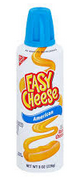 EASY
CHEESE
American
NET WT 8 OZ (226g)